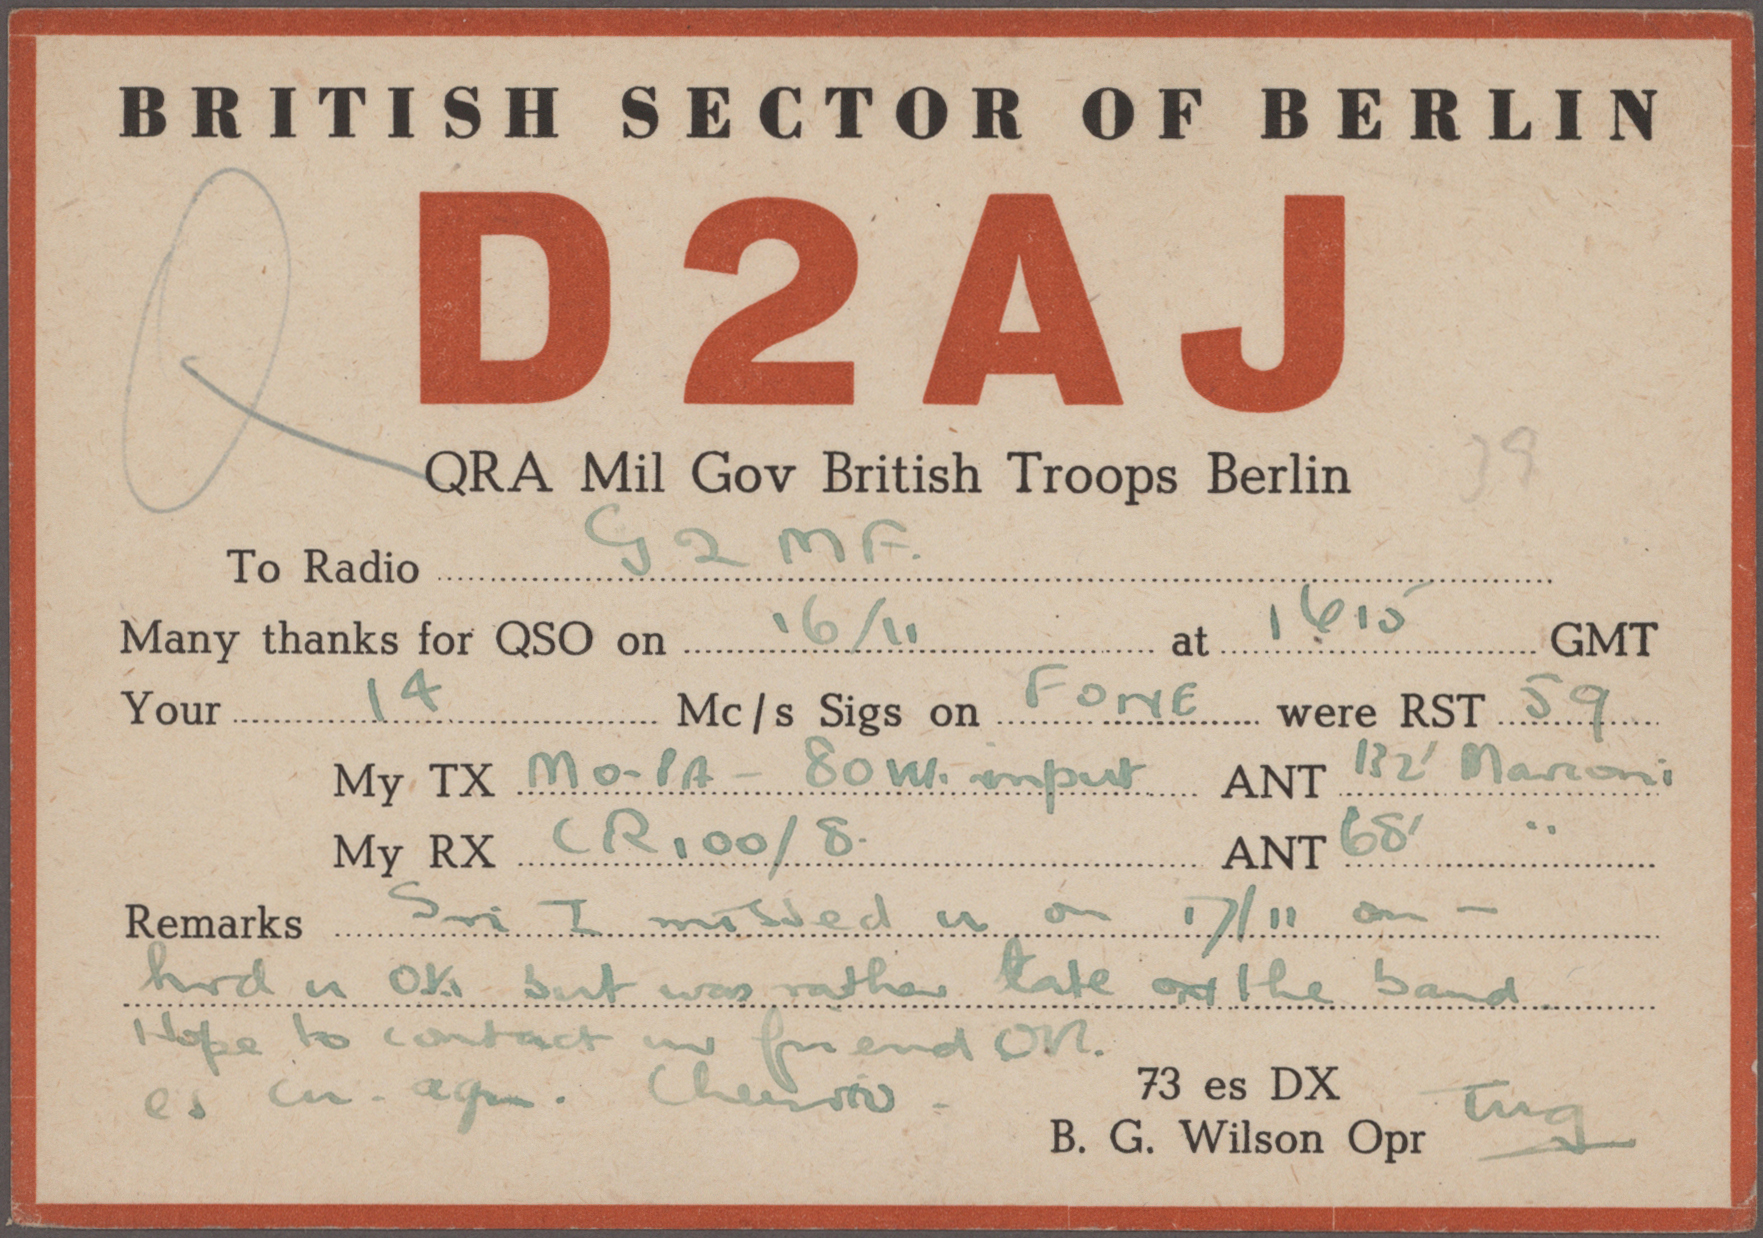 BRITISH SECTOR OF BERLIN
D2AJ
QRA Mil Gov British Troops Berlin
39
To Radio G2MF.
Many thanks for QSO on 16/11 at 1615 GMT
Your 14 Mc/s Sigs on FONE were RST 59
My TX MO-PA - 80W. input ANT 132' Marconi
My RX CR100/8. ANT 68' "
Remarks Sri I missed u on 17/11 om -
hrd u OK but was rather late on the band.
Hope to contact ur friend OK.
es cu - agn. Cheerio -
73 es DX
B. G. Wilson Opr Tug